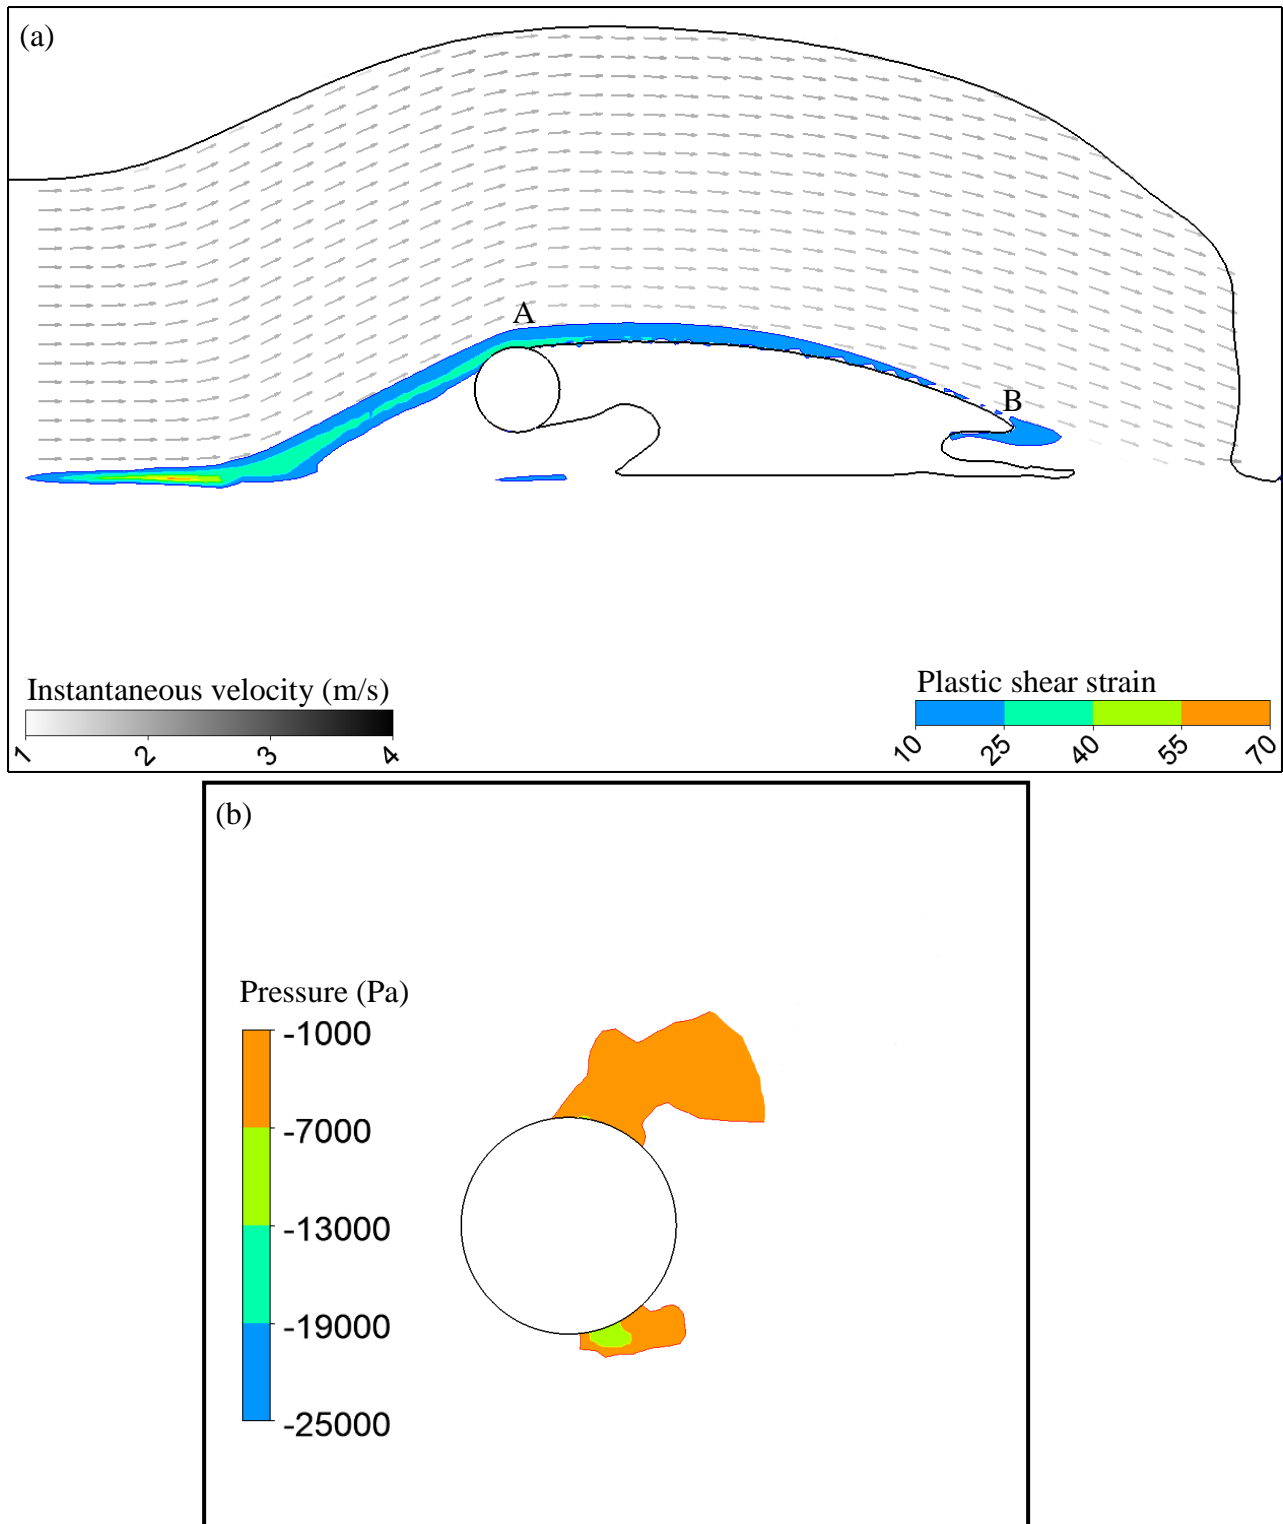 (a)
A
B
Instantaneous velocity (m/s)
1 2 3 4
Plastic shear strain
10 25 40 55 70
(b)
Pressure (Pa)
-1000
-7000
-13000
-19000
-25000